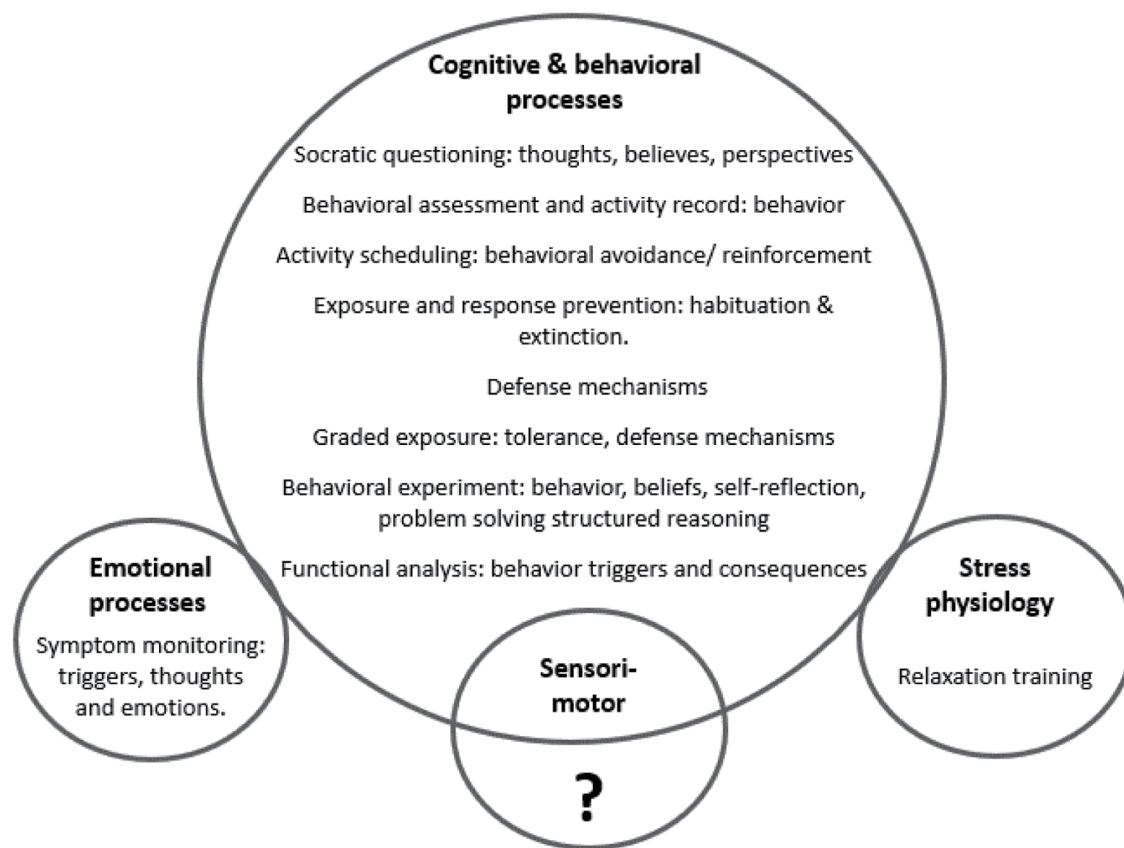 Cognitive & behavioral
processes
Socratic questioning: thoughts, believes, perspectives
Behavioral assessment and activity record: behavior
Activity scheduling: behavioral avoidance/ reinforcement
Exposure and response prevention: habituation &
extinction.
Defense mechanisms
Graded exposure: tolerance, defense mechanisms
Behavioral experiment: behavior, beliefs, self-reflection,
problem solving structured reasoning
Functional analysis: behavior triggers and consequences
Emotional
processes
Symptom monitoring:
triggers, thoughts
and emotions.
Sensori-
motor
?
Stress
physiology
Relaxation training